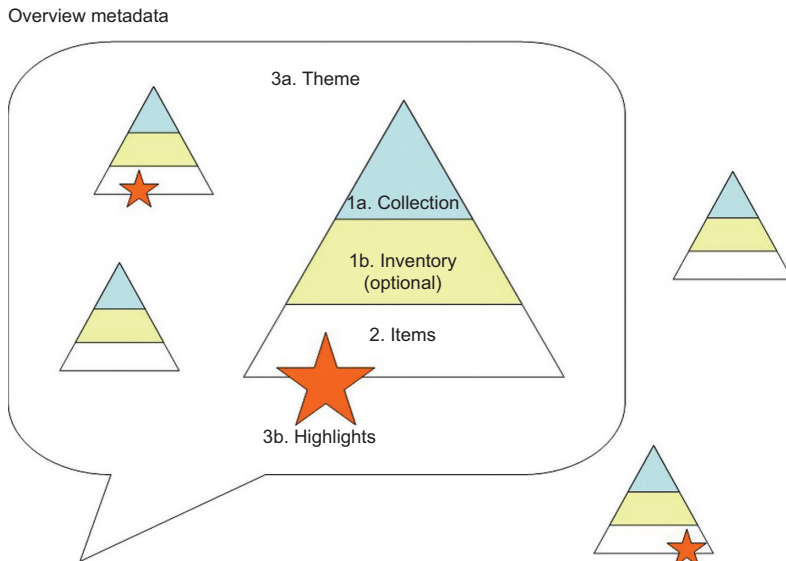 Overview metadata
3a. Theme
1a. Collection
1b. Inventory
(optional)
2. Items
3b. Highlights